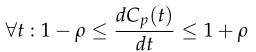 ∀t : 1 − ρ ≤ dC_p(t)/dt ≤ 1 + ρ